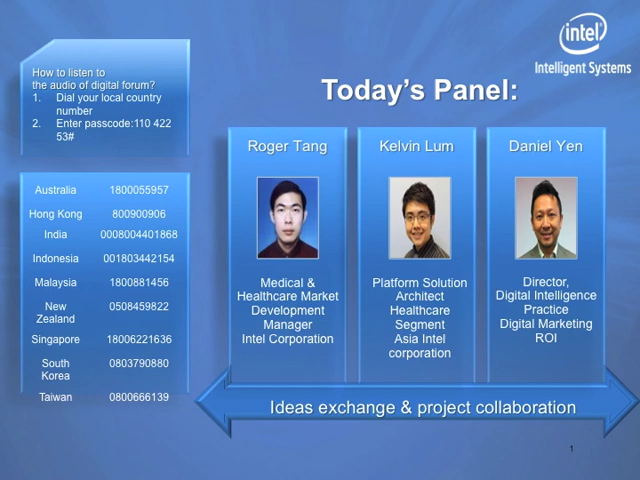 intel
Intelligent Systems
How to listen to
the audio of digital forum?
1. Dial your local country
number
2. Enter passcode:110 422
53#
Today's Panel:
Australia 1800055957
Hong Kong 800900906
India 0008004401868
Indonesia 001803442154
Malaysia 1800881456
New
Zealand 0508459822
Singapore 18006221636
South
Korea 0803790880
Taiwan 0800666139
Roger Tang
Medical &
Healthcare Market
Development
Manager
Intel Corporation
Kelvin Lum
Platform Solution
Architect
Healthcare
Segment
Asia Intel
corporation
Daniel Yen
Director,
Digital Intelligence
Practice
Digital Marketing
ROI
Ideas exchange & project collaboration
1